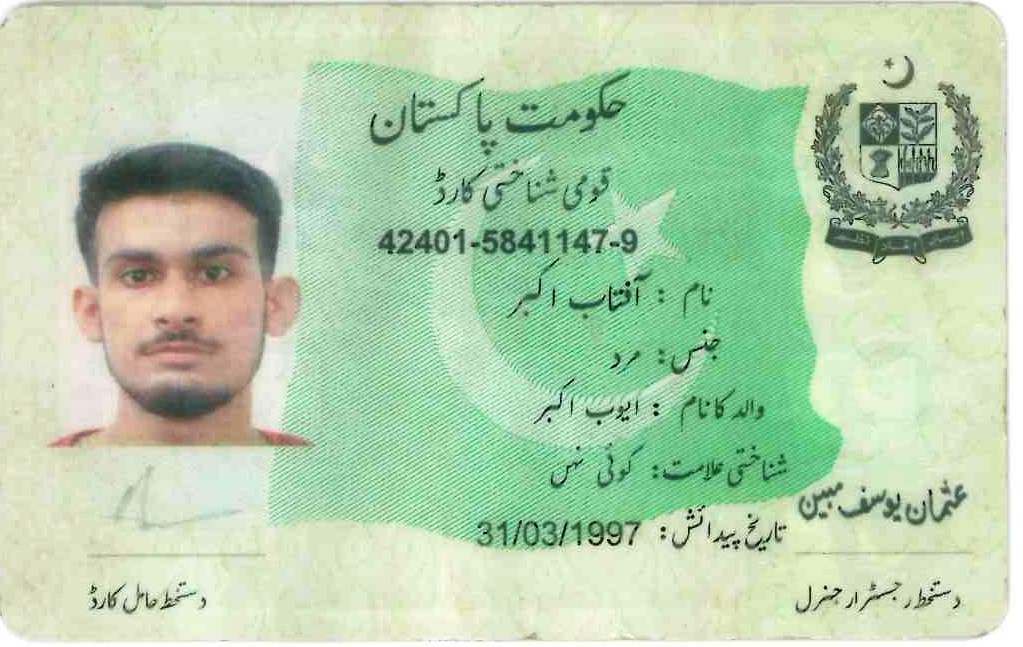 حکومت پاکستان
قومی شناختی کارڈ
42401-5841147-9
نام : آفتاب اکبر
جنس: مرد
والد کا نام : ایوب اکبر
شناختی علامت: کوئی نہیں
تاریخ پیدائش: 31/03/1997
عثمان یوسف مبین
دستخط رجسٹرار جنرل
دستخط حامل کارڈ